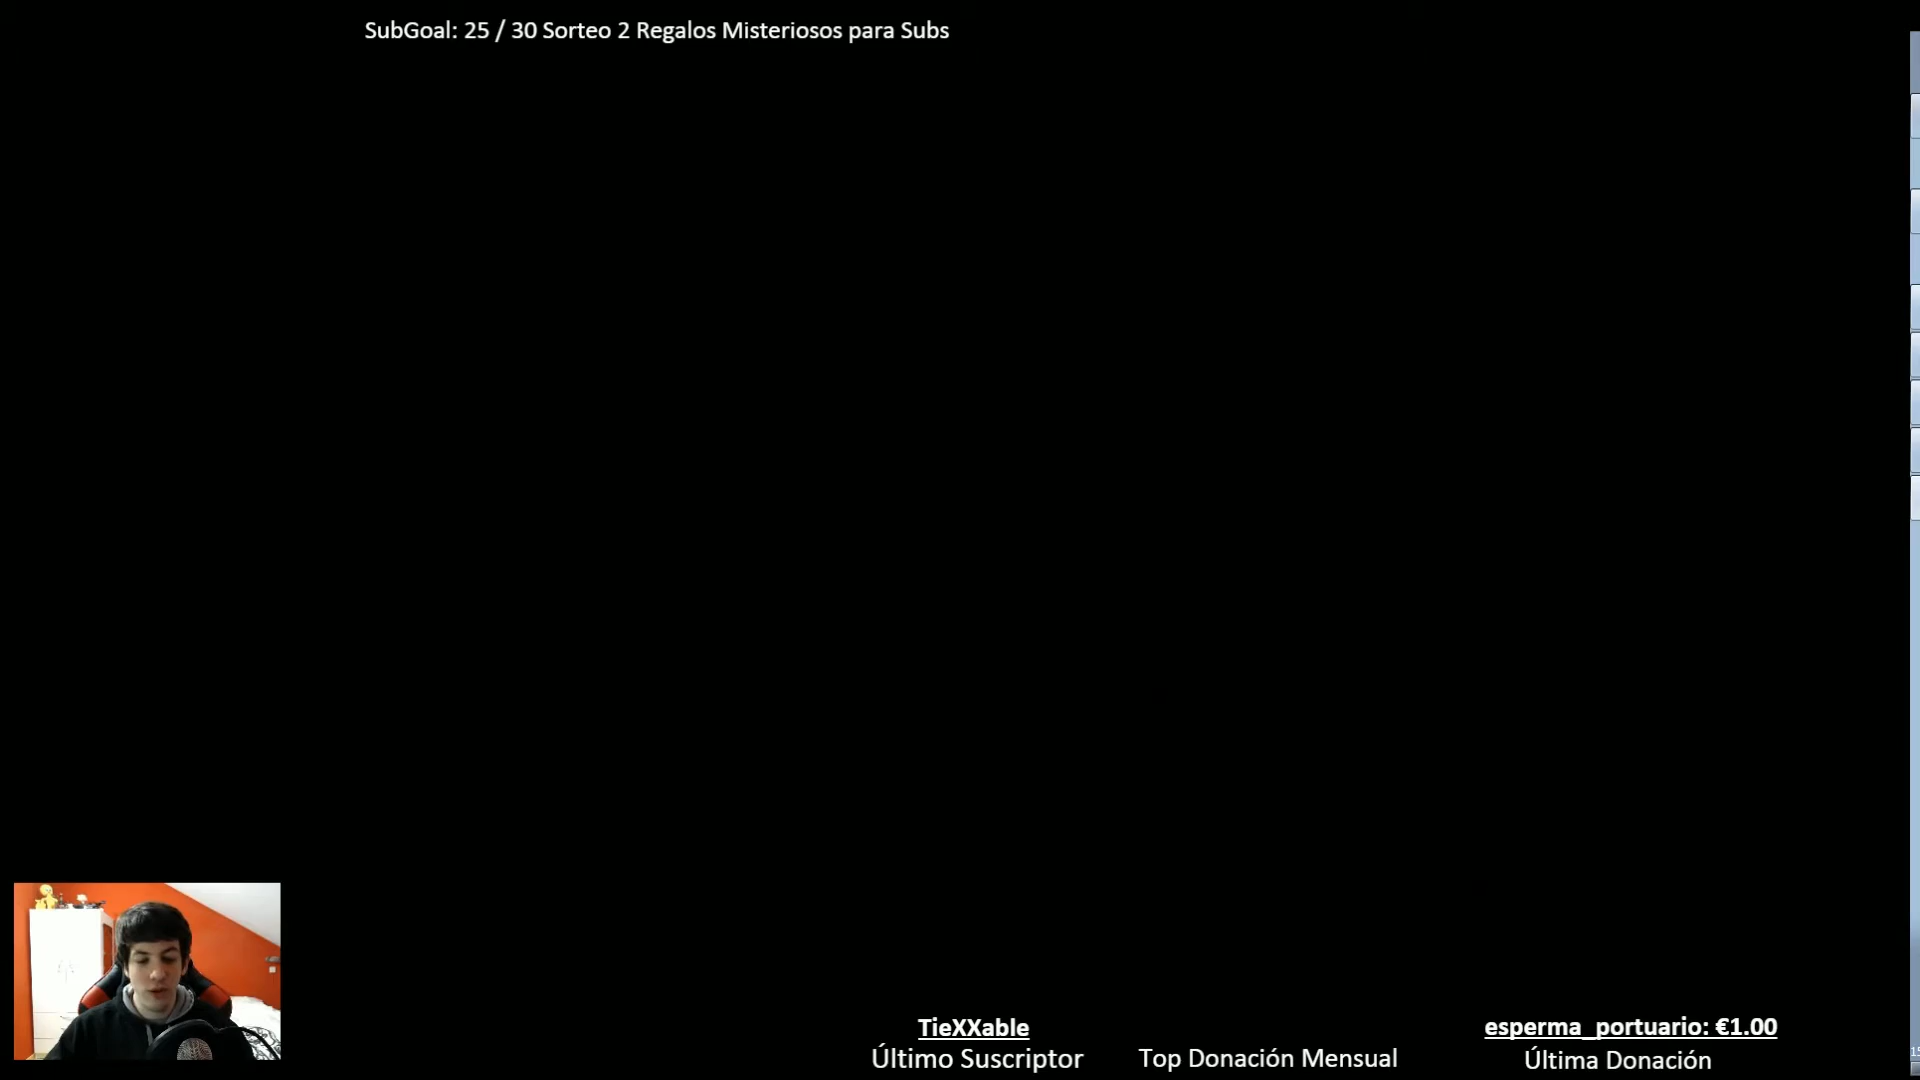 SubGoal: 25 / 30 Sorteo 2 Regalos Misteriosos para Subs
TieXXable
Último Suscriptor
Top Donación Mensual
esperma_portuario: €1.00
Última Donación